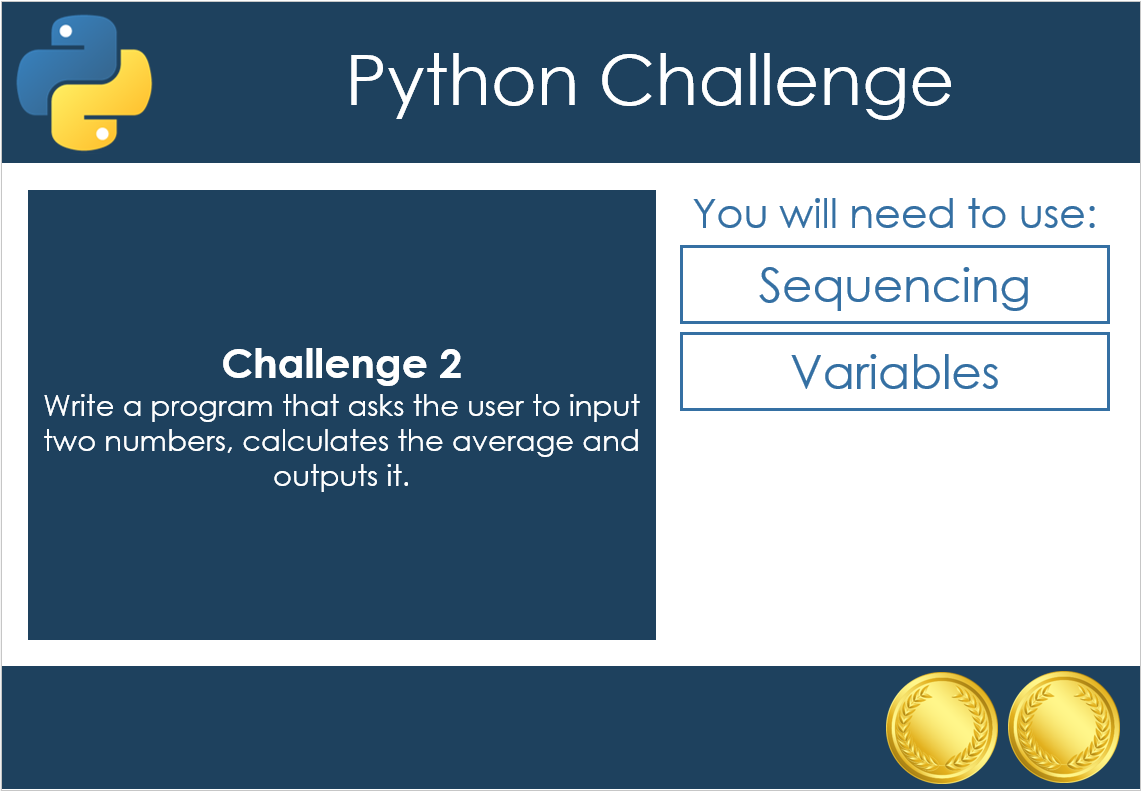 Python Challenge
Challenge 2
Write a program that asks the user to input
two numbers, calculates the average and
outputs it.
You will need to use:
Sequencing
Variables